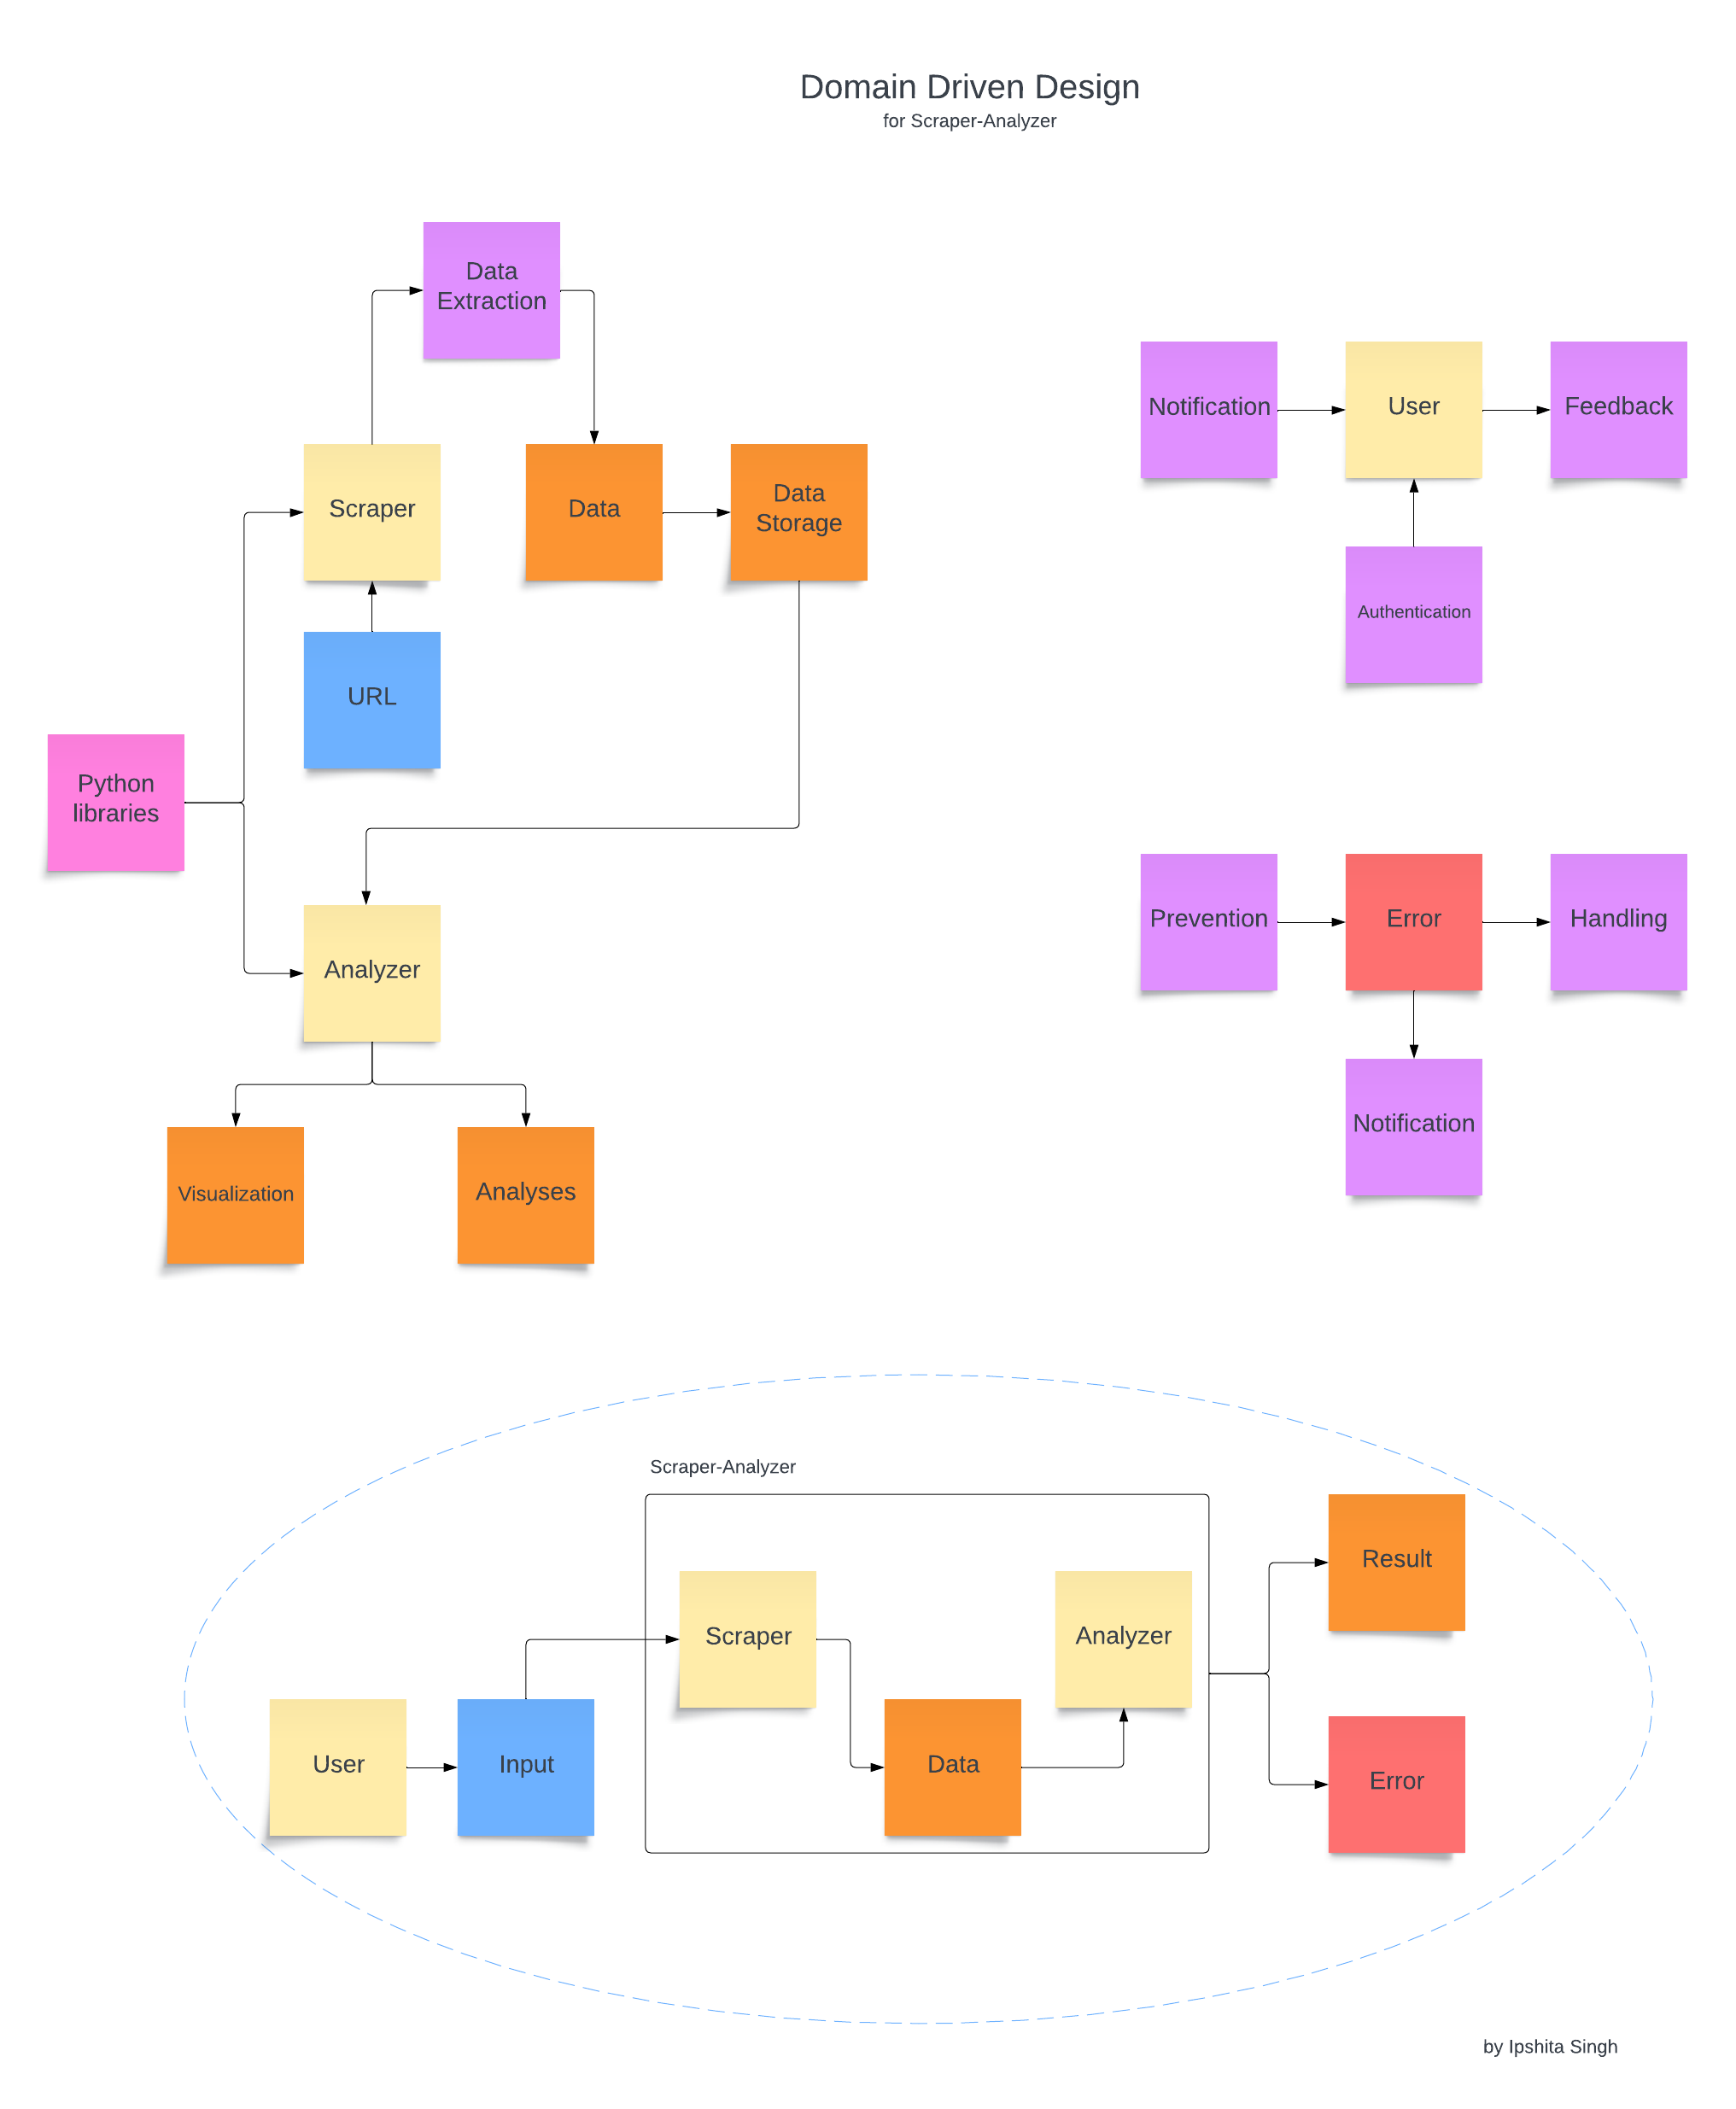 Domain Driven Design
for Scraper-Analyzer
Data
Extraction
Notification
User
Feedback
Scraper
Data
Data
Storage
Authentication
URL
Python
libraries
Prevention
Error
Handling
Analyzer
Notification
Visualization
Analyses
Scraper-Analyzer
Result
Scraper
Analyzer
User
Input
Data
Error
by Ipshita Singh